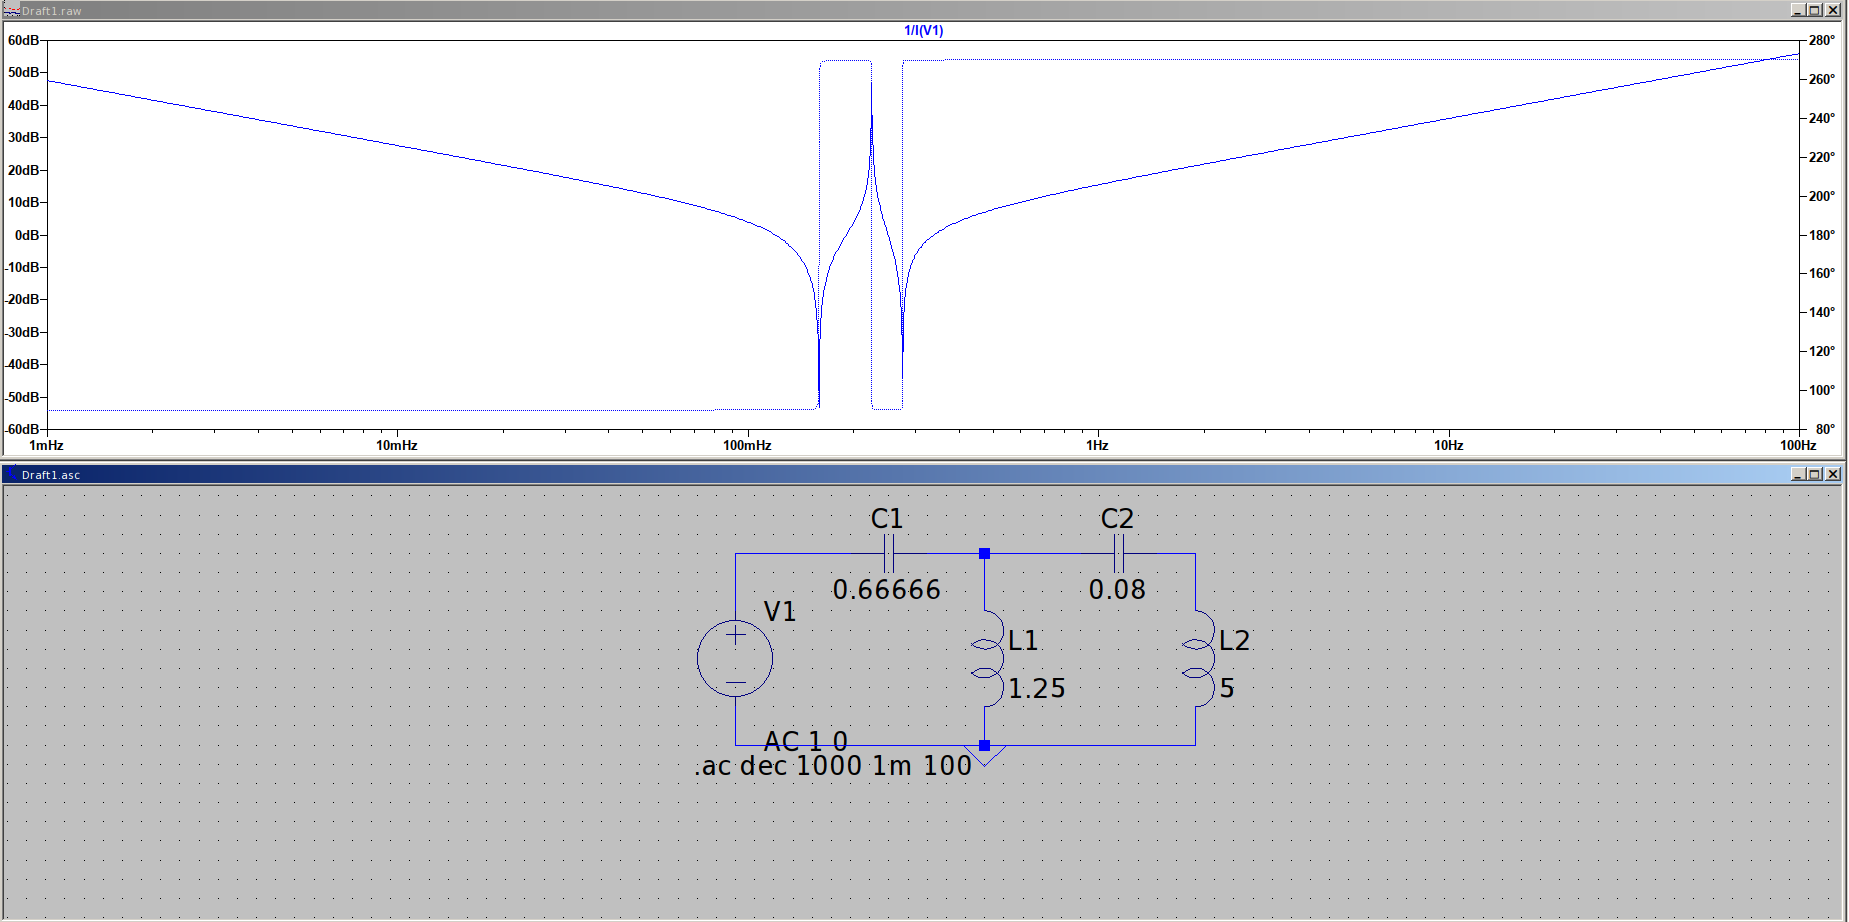 Draft1.raw
1/I(V1)
60dB
50dB
40dB
30dB
20dB
10dB
0dB
-10dB
-20dB
-30dB
-40dB
-50dB
-60dB
280°
260°
240°
220°
200°
180°
160°
140°
120°
100°
80°
1mHz 10mHz 100mHz 1Hz 10Hz 100Hz
Draft1.asc
C1 C2
0.66666 0.08
V1
L1 L2
1.25 5
AC 1 0
.ac dec 1000 1m 100